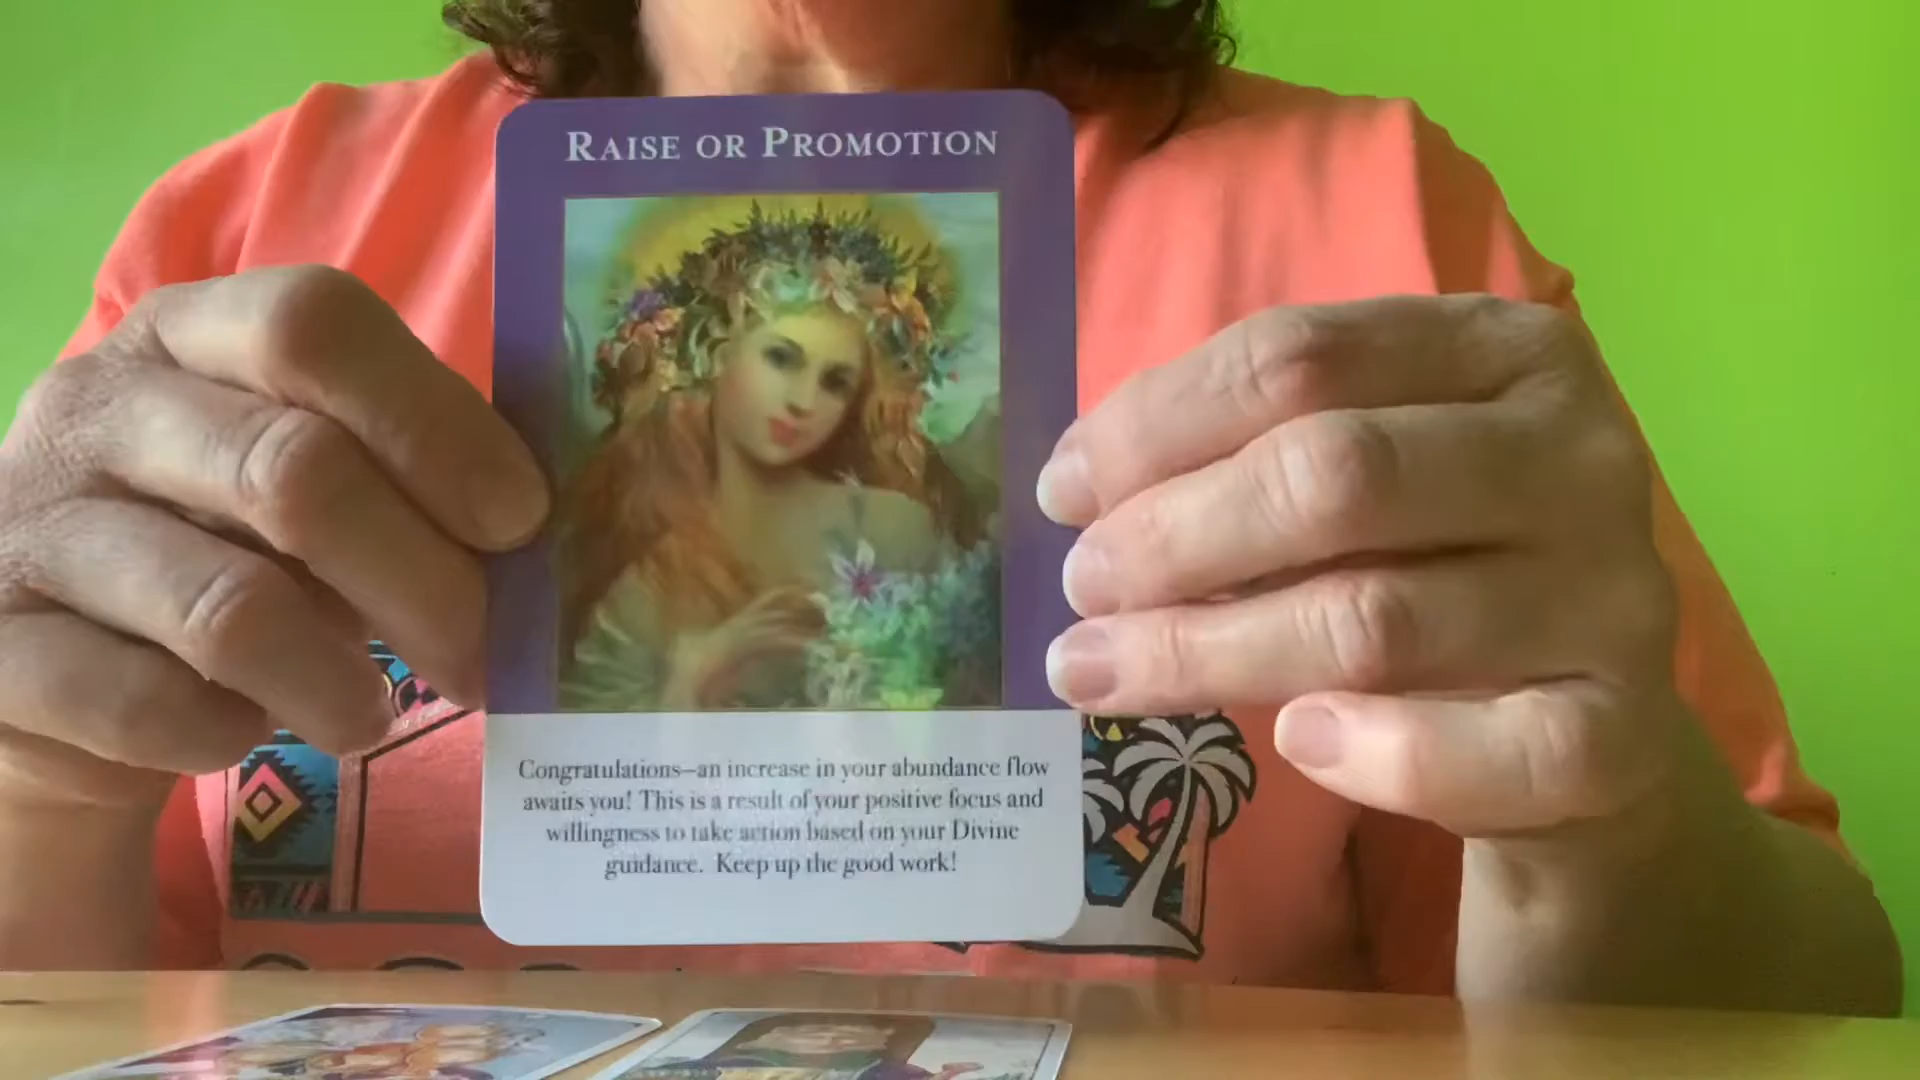 RAISE OR PROMOTION
Congratulations—an increase in your abundance flow
awaits you! This is a result of your positive focus and
willingness to take action based on your Divine
guidance. Keep up the good work!